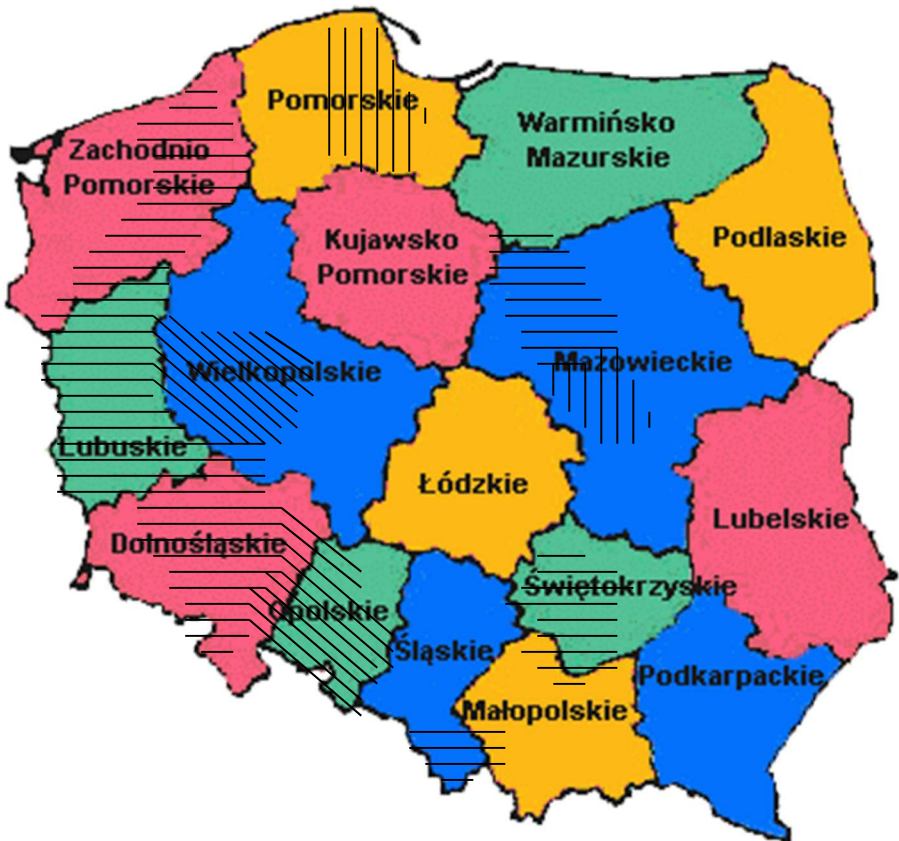 Pomorskie
Warmińsko
Mazurskie
Zachodnio
Pomorskie
Kujawsko
Pomorskie
Podlaskie
Wielkopolskie
Mazowieckie
Lubuskie
Łódzkie
Lubelskie
Dolnośląskie
Opolskie
Świętokrzyskie
Śląskie
Podkarpackie
Małopolskie